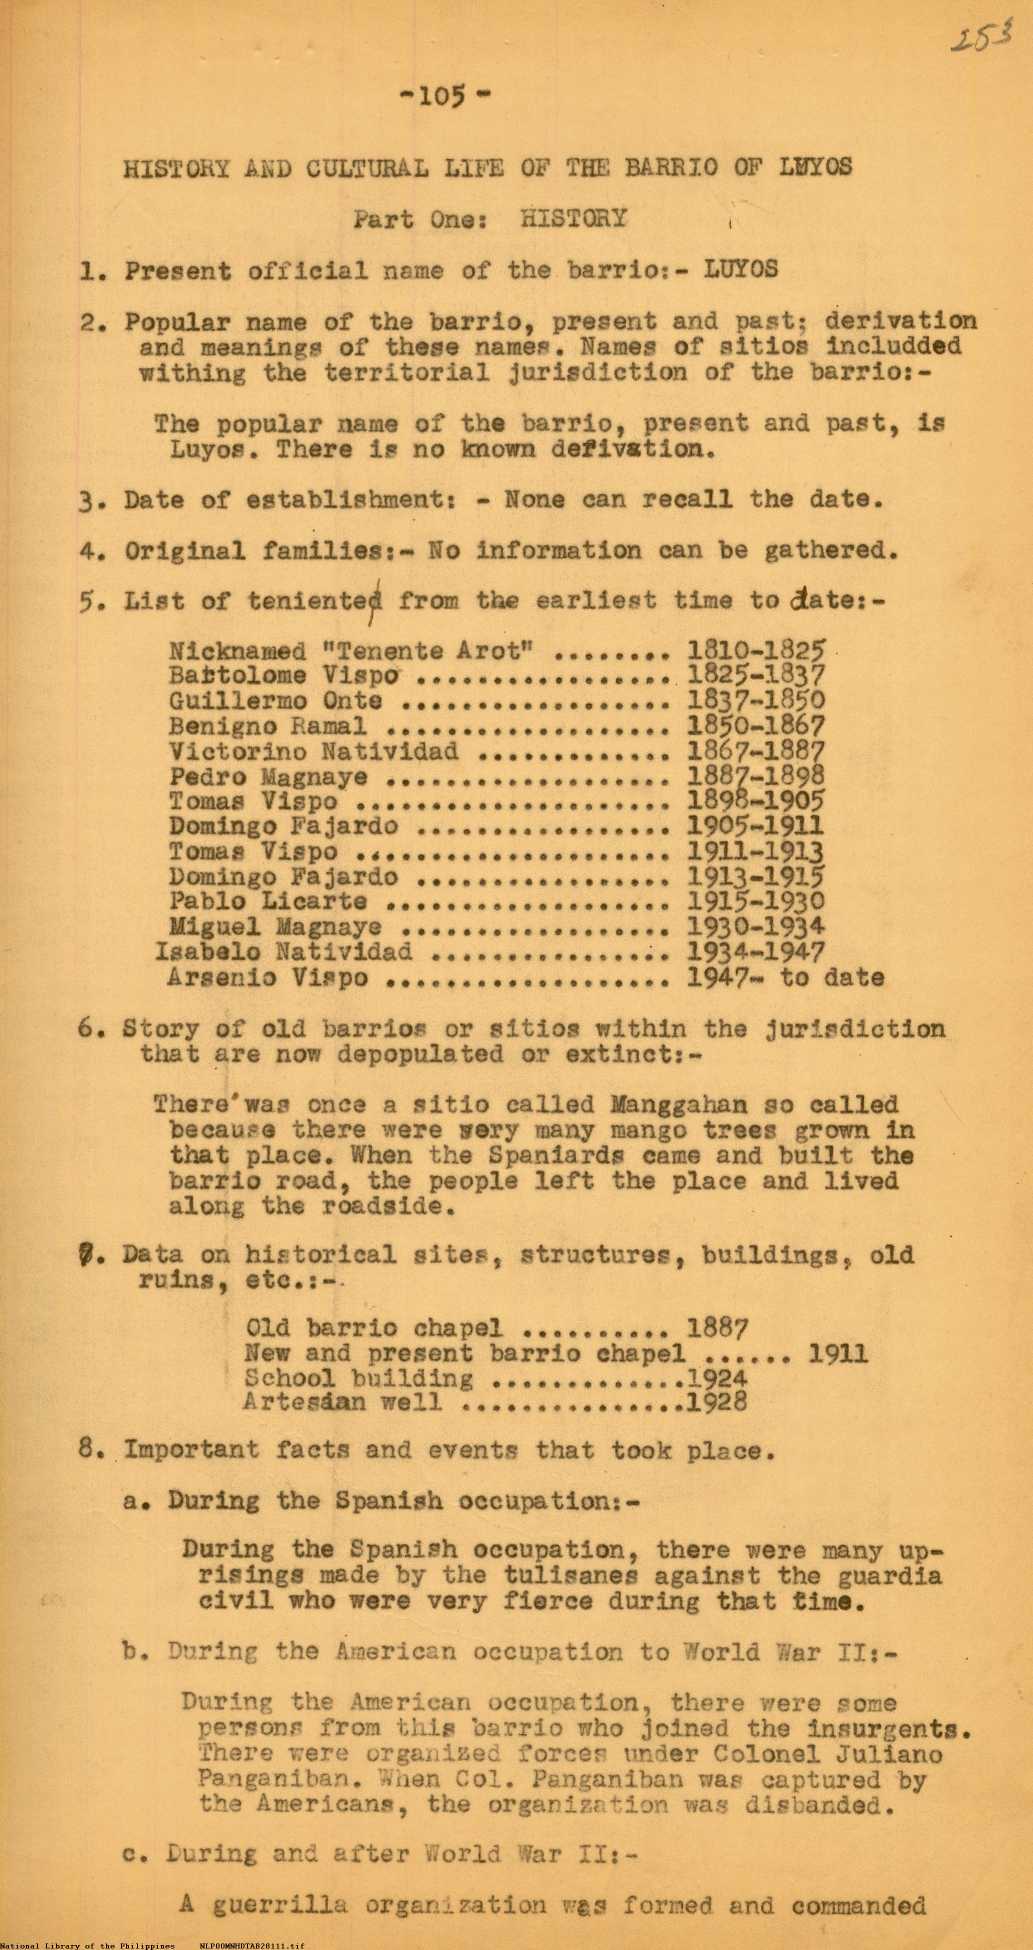 253
-105-
HISTORY AND CULTURAL LIFE OF THE BARRIO OF LUYOS
Part One: HISTORY
1. Present official name of the barrio:- LUYOS
2. Popular name of the barrio, present and past; derivation
and meanings of these names. Names of sitios includded
withing the territorial jurisdiction of the barrio:-
The popular name of the barrio, present and past, is
Luyos. There is no known derivation.
3. Date of establishment: - None can recall the date.
4. Original families:- No information can be gathered.
5. List of teniented from the earliest time to date:-
Nicknamed "Tenente Arot" ........ 1810-1825
Bartolome Vispo ................. 1825-1837
Guillermo Onte .................. 1837-1850
Benigno Ramal ................... 1850-1867
Victorino Natividad ............. 1867-1887
Pedro Magnaye ................... 1887-1898
Tomas Vispo ..................... 1898-1905
Domingo Fajardo ................. 1905-1911
Tomas Vispo ..................... 1911-1913
Domingo Fajardo ................. 1913-1915
Pablo Licarte ................... 1915-1930
Miguel Magnaye .................. 1930-1934
Isabelo Natividad ................ 1934-1947
Arsenio Vispo ................... 1947- to date
6. Story of old barrios or sitios within the jurisdiction
that are now depopulated or extinct:-
There was once a sitio called Manggahan so called
because there were very many mango trees grown in
that place. When the Spaniards came and built the
barrio road, the people left the place and lived
along the roadside.
7. Data on historical sites, structures, buildings, old
ruins, etc.:-
Old barrio chapel .......... 1887
New and present barrio chapel ...... 1911
School building .............1924
Artesian well ...............1928
8. Important facts and events that took place.
a. During the Spanish occupation:-
During the Spanish occupation, there were many up-
risings made by the tulisanes against the guardia
civil who were very fierce during that time.
b. During the American occupation to World War II:-
During the American occupation, there were some
persons from this barrio who joined the insurgents.
There were organized forces under Colonel Juliano
Panganiban. When Col. Panganiban was captured by
the Americans, the organization was disbanded.
c. During and after World War II:-
A guerrilla organization was formed and commanded
National Library of the Philippines NLPOOMNHDTAB20111.tif